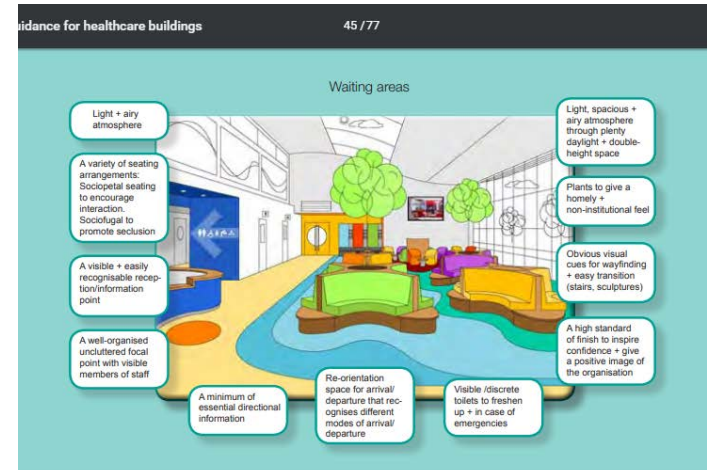 uidance for healthcare buildings
45 / 77
Waiting areas
Light + airy
atmosphere
A variety of seating
arrangements:
Sociopetal seating
to encourage
interaction.
Sociofugal to
promote seclusion
A visible + easily
recognisable recep-
tion/information
point
A well-organised
uncluttered focal
point with visible
members of staff
A minimum of
essential directional
information
Re-orientation
space for arrival/
departure that rec-
ognises different
modes of arrival/
departure
Visible /discrete
toilets to freshen
up + in case of
emergencies
Light, spacious +
airy atmosphere
through plenty
daylight + double-
height space
Plants to give a
homely +
non-institutional feel
Obvious visual
cues for wayfinding
+ easy transition
(stairs, sculptures)
A high standard
of finish to inspire
confidence + give
a positive image of
the organisation